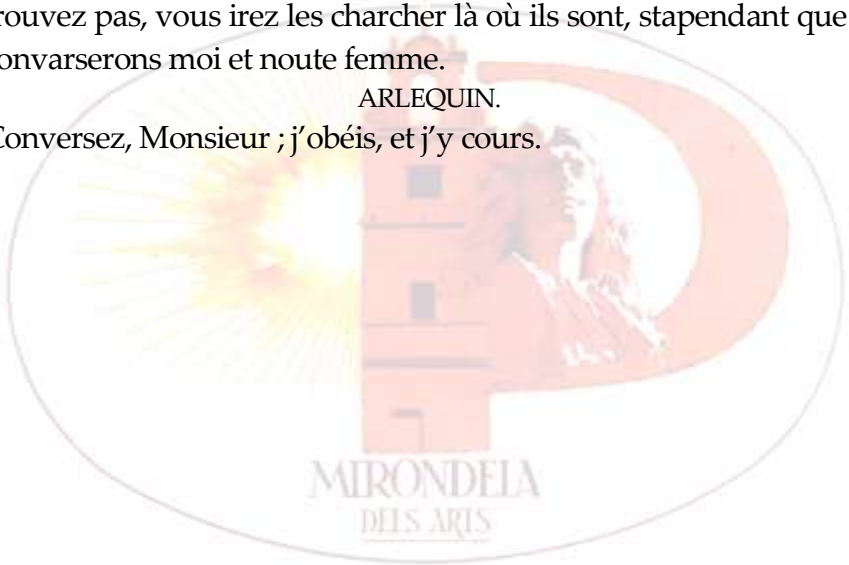 rouvez pas, vous irez les charcher là où ils sont, stapendant que
onvarserons moi et noute femme.
ARLEQUIN.
Conversez, Monsieur ; j’obéis, et j’y cours.
MIRONDELA
DELS ARTS